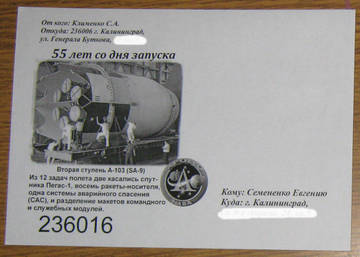 От кого: Клименко С.А.
Откуда: 236006 г. Калининград,
ул. Генерала Буткова,
55 лет со дня запуска
Вторая ступень А-103 (SA-9)
Из 12 задач полета две касались спут-
ника Пегас-1, восемь ракеты-носителя,
одна системы аварийного спасения
(САС), и разделение макетов командного
и служебных модулей.
236016
Кому: Семененко Евгению
Куда: г. Калининград,